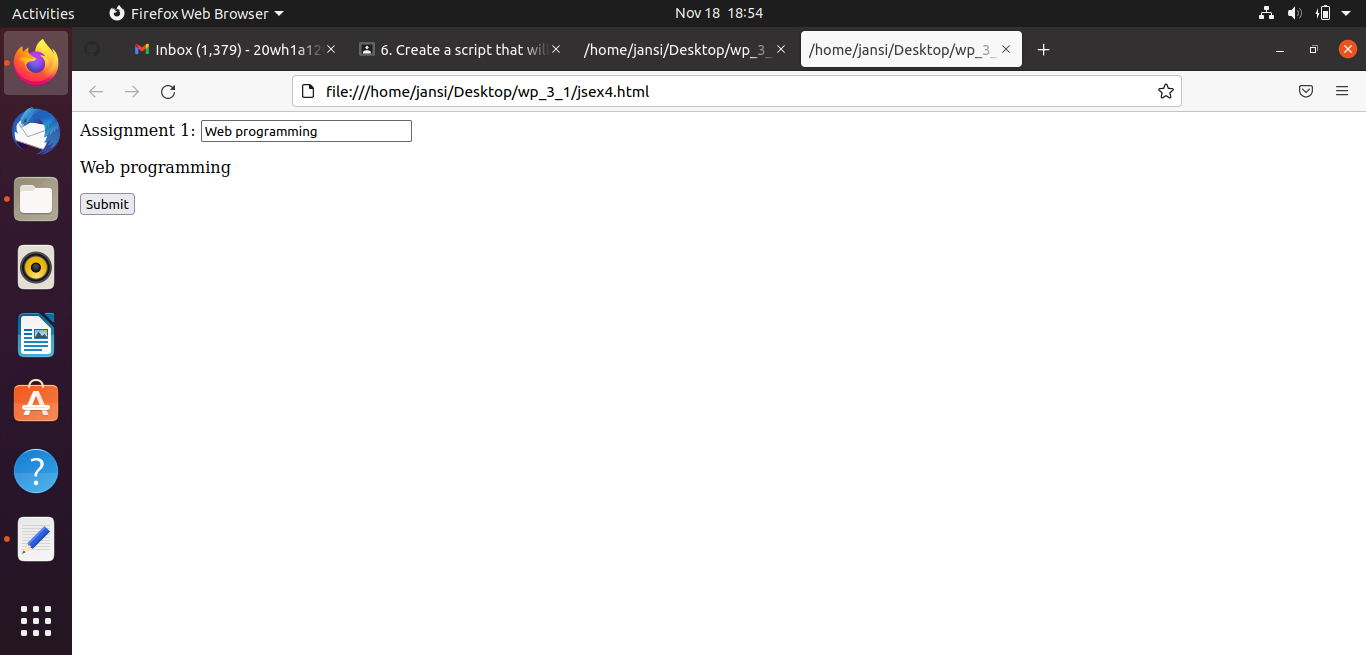 Activities Firefox Web Browser Nov 18 18:54
Inbox (1,379) - 20wh1a12 6. Create a script that will /home/jansi/Desktop/wp_3_ /home/jansi/Desktop/wp_3_
file:///home/jansi/Desktop/wp_3_1/jsex4.html
Assignment 1: Web programming
Web programming
Submit